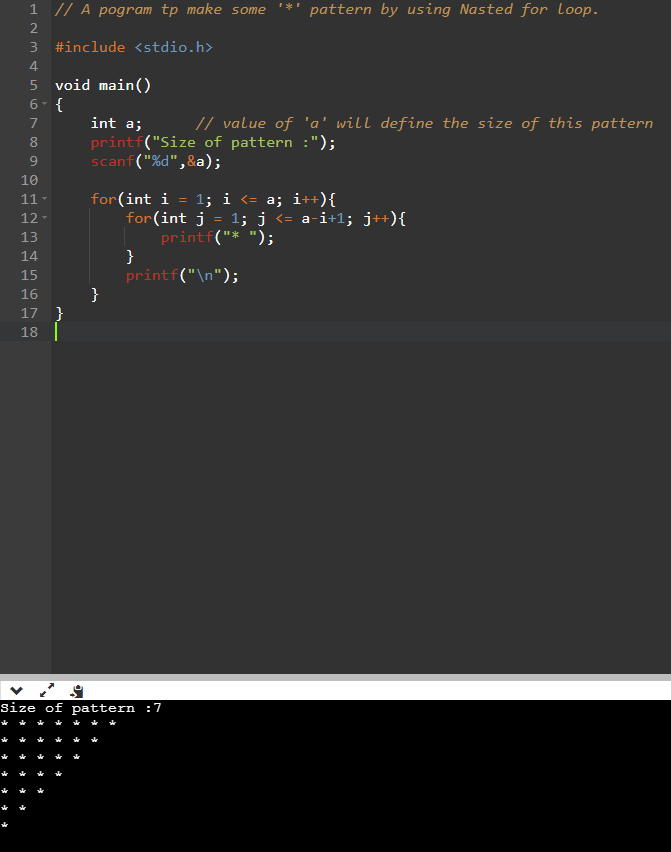 1 // A pogram tp make some '*' pattern by using Nasted for loop.
2
3 #include <stdio.h>
4
5 void main()
6 {
7     int a;      // value of 'a' will define the size of this pattern
8     printf("Size of pattern :");
9     scanf("%d",&a);
10
11     for(int i = 1; i <= a; i++){
12         for(int j = 1; j <= a-i+1; j++){
13             printf("* ");
14         }
15         printf("\n");
16     }
17 }
18
Size of pattern :7
* * * * * * *
* * * * * *
* * * * *
* * * *
* * *
* *
*